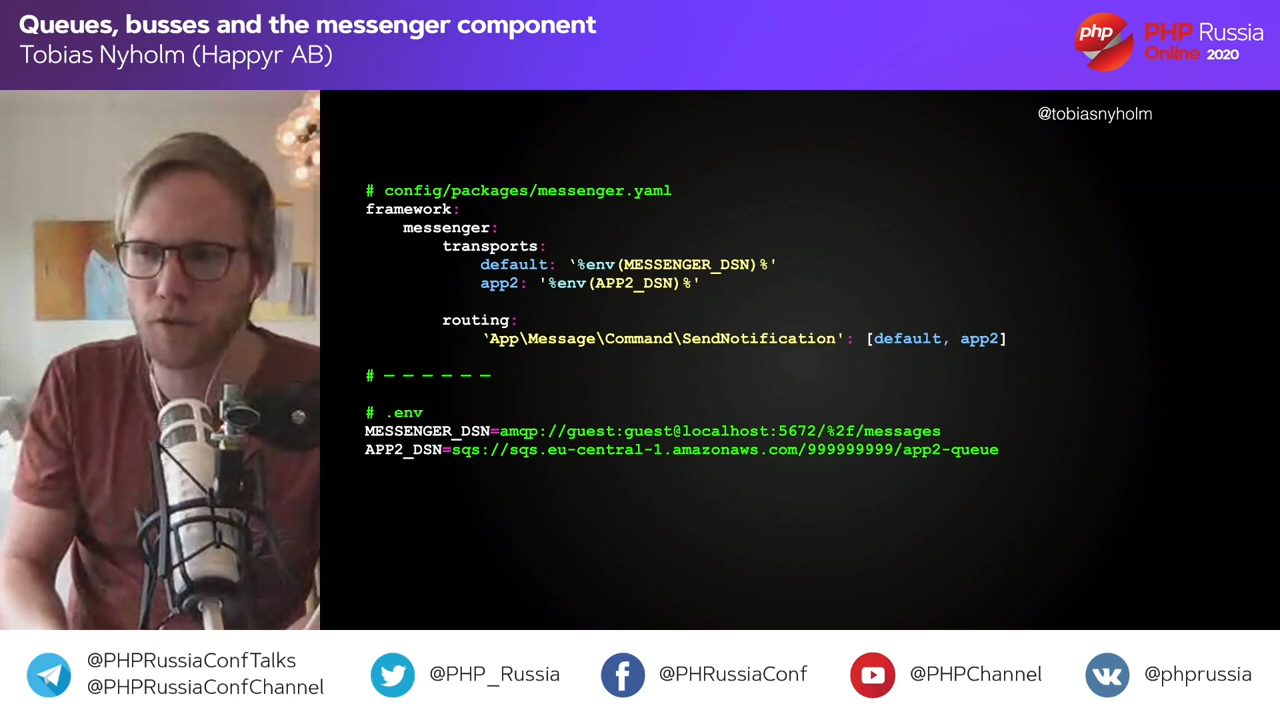 Queues, busses and the messenger component
Tobias Nyholm (Happyr AB)
php
PHP Russia
Online 2020
@tobiasnyholm
# config/packages/messenger.yaml
framework:
messenger:
transports:
default: `%env(MESSENGER_DSN)%'
app2: '%env(APP2_DSN)%'
routing:
`App\Message\Command\SendNotification': [default, app2]
# — — — — — —
# .env
MESSENGER_DSN=amqp://guest:guest@localhost:5672/%2f/messages
APP2_DSN=sqs://sqs.eu-central-1.amazonaws.com/999999999/app2-queue
@PHPRussiaConfTalks
@PHPRussiaConfChannel
@PHP_Russia
@PHRussiaConf
@PHPChannel
@phprussia